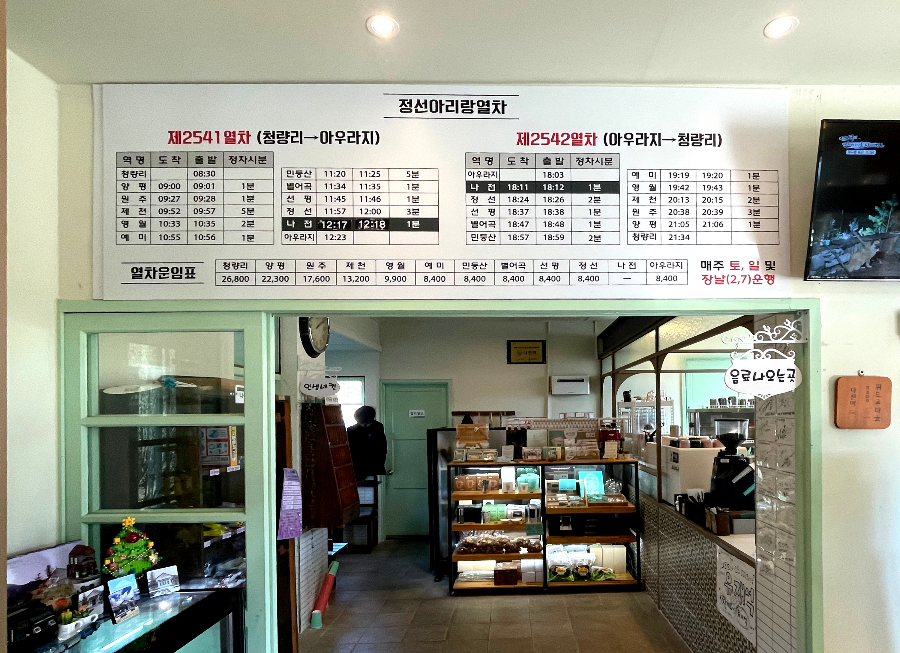 정선아리랑열차
제2541열차 (청량리→아우라지)
역 명 도 착 출 발 정차시분
청량리 08:30
양 평 09:00 09:01 1분
원 주 09:27 09:28 1분
제 천 09:52 09:57 5분
영 월 10:33 10:35 2분
예 미 10:55 10:56 1분
민둥산 11:20 11:25 5분
별어곡 11:34 11:35 1분
선 평 11:45 11:46 1분
정 선 11:57 12:00 3분
나 전 12:17 12:18 1분
아우라지 12:23
제2542열차 (아우라지→청량리)
역 명 도 착 출 발 정차시분
아우라지 18:03
나 전 18:11 18:12 1분
정 선 18:24 18:26 2분
선 평 18:37 18:38 1분
별어곡 18:47 18:48 1분
민둥산 18:57 18:59 2분
예 미 19:19 19:20 1분
영 월 19:42 19:43 1분
제 천 20:13 20:15 2분
원 주 20:38 20:39 3분
양 평 21:05 21:06 1분
청량리 21:34
열차운임표
청량리 양 평 원 주 제 천 영 월 예 미 민둥산 별어곡 선 평 정 선 나 전 아우라지
26,800 22,300 17,600 13,200 9,900 8,400 8,400 8,400 8,400 8,400 — 8,400
매주 토, 일 및
장날(2,7)운행
인생네컷
음료나오는곳